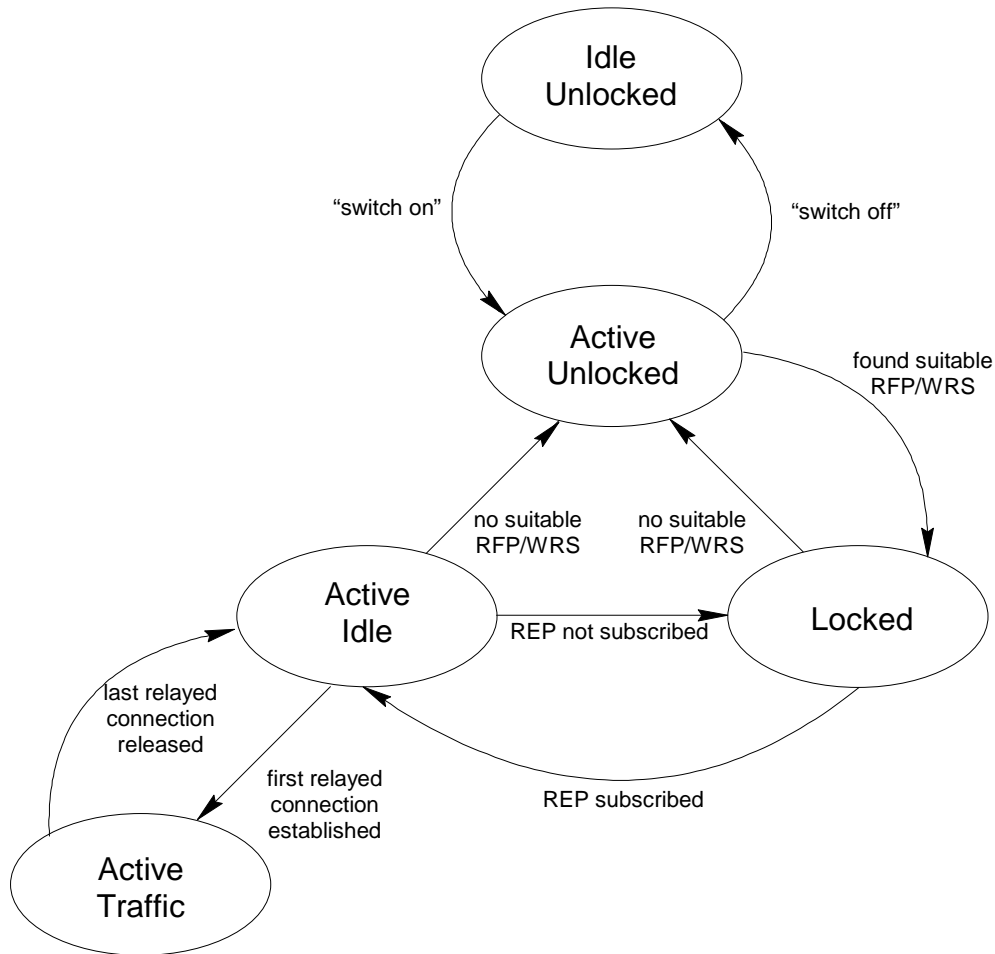 Idle
Unlocked
“switch on”
“switch off”
Active
Unlocked
found suitable
RFP/WRS
no suitable
RFP/WRS
no suitable
RFP/WRS
Active
Idle
REP not subscribed
Locked
last relayed
connection
released
first relayed
connection
established
REP subscribed
Active
Traffic